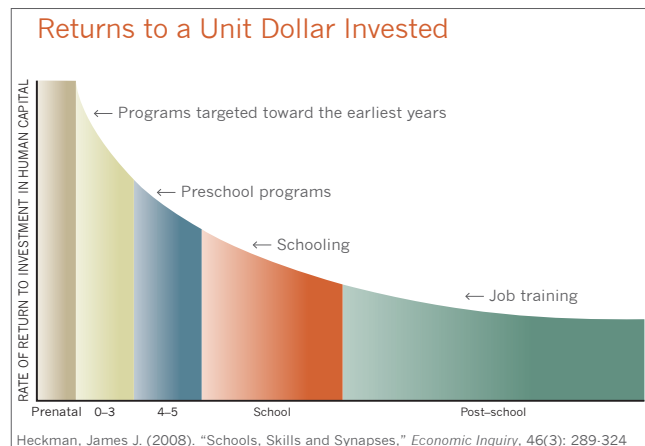 Returns to a Unit Dollar Invested
RATE OF RETURN TO INVESTMENT IN HUMAN CAPITAL
← Programs targeted toward the earliest years
← Preschool programs
← Schooling
← Job training
Prenatal 0–3 4–5 School Post–school
Heckman, James J. (2008). “Schools, Skills and Synapses,” Economic Inquiry, 46(3): 289-324